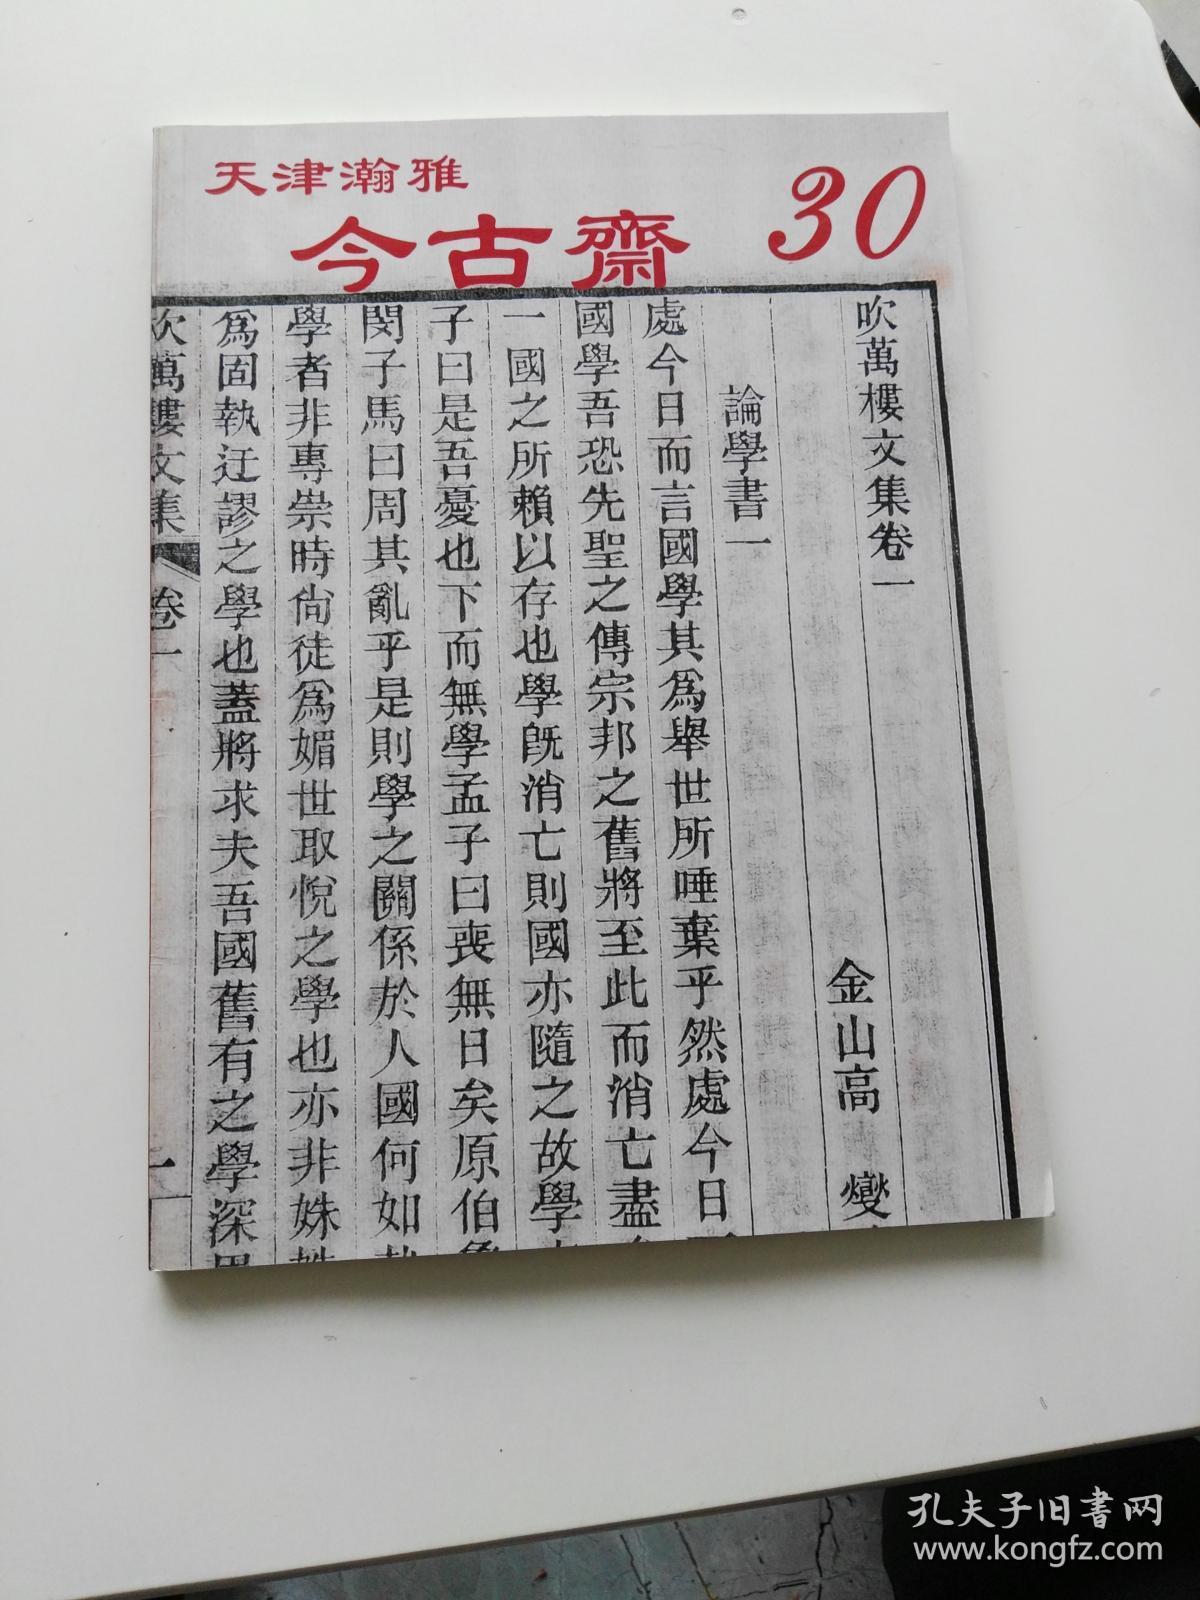 天津瀚雅
今古齋
30
吹萬樓文集卷一
金山高 燮
論學書一
處今日而言國學其爲舉世所唾棄乎然處今日
國學吾恐先聖之傳宗邦之舊將至此而消亡盡
一國之所賴以存也學旣消亡則國亦隨之故學
子曰是吾憂也下而無學孟子曰喪無日矣原伯
閔子馬曰周其亂乎是則學之關係於人國何如
學者非專崇時尙徒爲媚世取悅之學也亦非姝
爲固執迂謬之學也蓋將求夫吾國舊有之學深
吹萬樓文集 卷一
一
孔夫子旧书网
www.kongfz.com